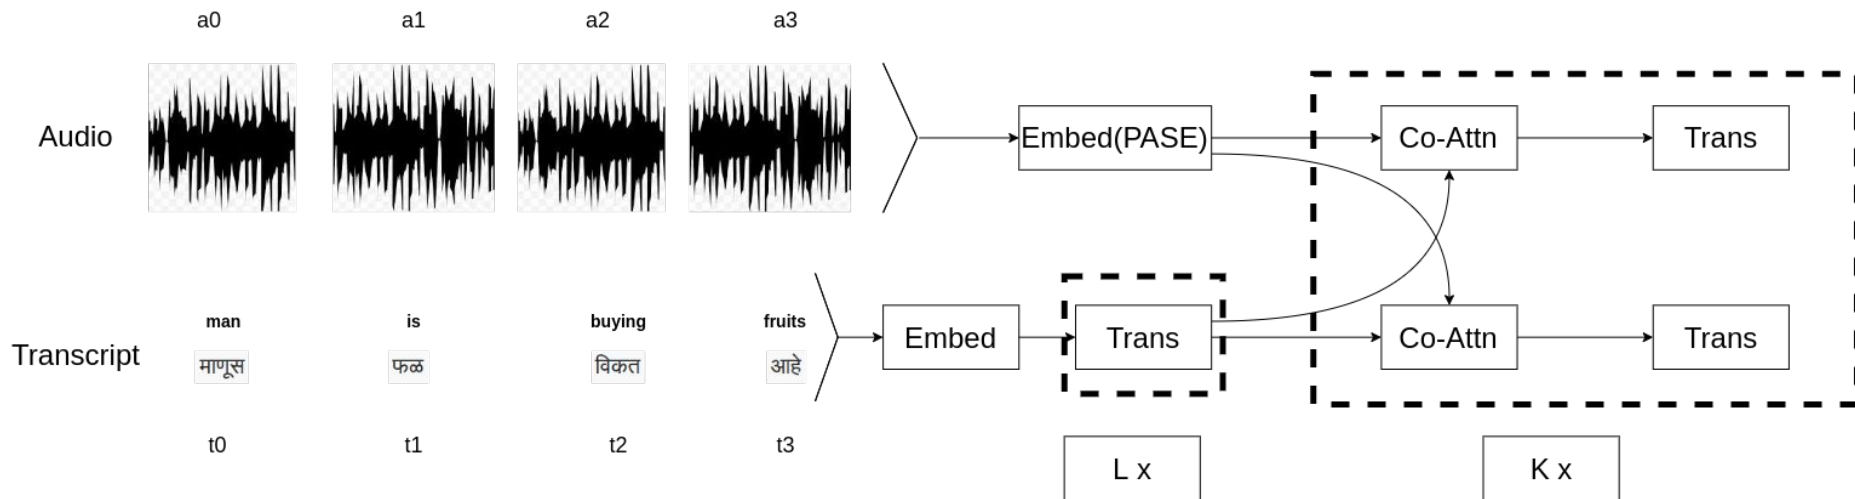 a0 a1 a2 a3
Audio
Embed(PASE) Co-Attn Trans
man is buying fruits
Transcript
माणूस फळ विकत आहे
Embed Trans Co-Attn Trans
t0 t1 t2 t3
L x K x